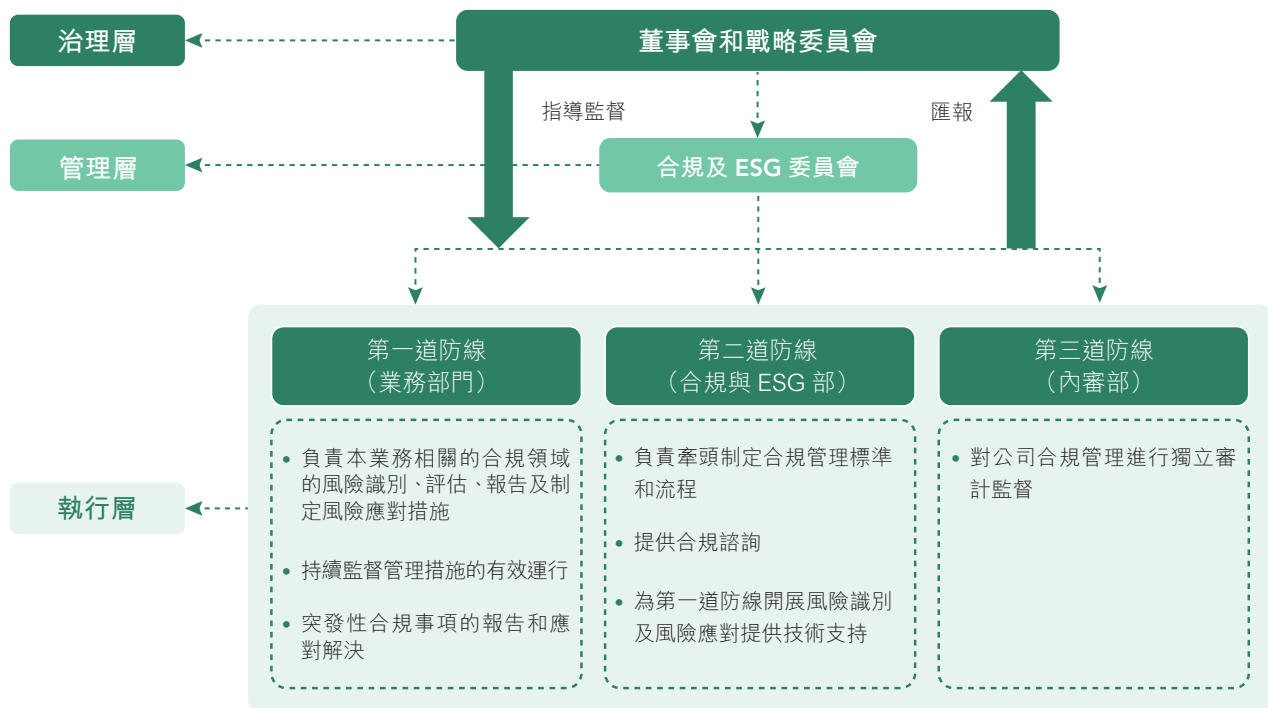 治理層
董事會和戰略委員會
指導監督
匯報
管理層
合規及 ESG 委員會
第一道防線
（業務部門）
第二道防線
（合規與 ESG 部）
第三道防線
（內審部）
執行層
• 負責本業務相關的合規領域
的風險識別、評估、報告及制
定風險應對措施
• 持續監督管理措施的有效運行
• 突發性合規事項的報告和應
對解決
• 負責牽頭制定合規管理標準
和流程
• 提供合規諮詢
• 為第一道防線開展風險識別
及風險應對提供技術支持
• 對公司合規管理進行獨立審
計監督